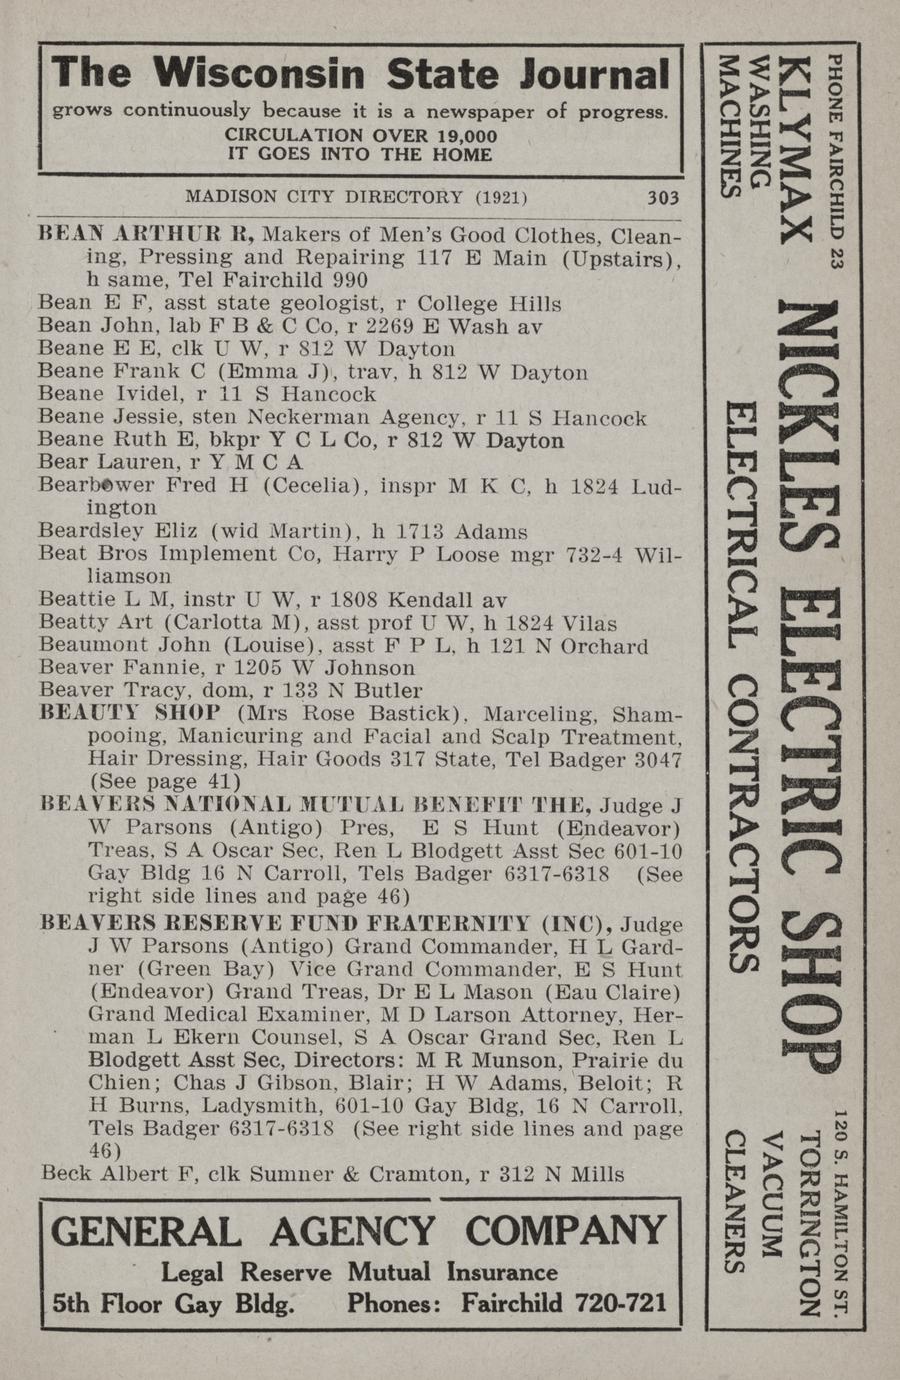 The Wisconsin State Journal
grows continuously because it is a newspaper of progress.
CIRCULATION OVER 19,000
IT GOES INTO THE HOME
MADISON CITY DIRECTORY (1921) 303
BEAN ARTHUR R, Makers of Men's Good Clothes, Clean-
ing, Pressing and Repairing 117 E Main (Upstairs),
h same, Tel Fairchild 990
Bean E F, asst state geologist, r College Hills
Bean John, lab F B & C Co, r 2269 E Wash av
Beane E E, clk U W, r 812 W Dayton
Beane Frank C (Emma J), trav, h 812 W Dayton
Beane Ividel, r 11 S Hancock
Beane Jessie, sten Neckerman Agency, r 11 S Hancock
Beane Ruth E, bkpr Y C L Co, r 812 W Dayton
Bear Lauren, r Y M C A
Bearbower Fred H (Cecelia), inspr M K C, h 1824 Lud-
ington
Beardsley Eliz (wid Martin), h 1713 Adams
Beat Bros Implement Co, Harry P Loose mgr 732-4 Wil-
liamson
Beattie L M, instr U W, r 1808 Kendall av
Beatty Art (Carlotta M), asst prof U W, h 1824 Vilas
Beaumont John (Louise), asst F P L, h 121 N Orchard
Beaver Fannie, r 1205 W Johnson
Beaver Tracy, dom, r 133 N Butler
BEAUTY SHOP (Mrs Rose Bastick), Marceling, Sham-
pooing, Manicuring and Facial and Scalp Treatment,
Hair Dressing, Hair Goods 317 State, Tel Badger 3047
(See page 41)
BEAVERS NATIONAL MUTUAL BENEFIT THE, Judge J
W Parsons (Antigo) Pres, E S Hunt (Endeavor)
Treas, S A Oscar Sec, Ren L Blodgett Asst Sec 601-10
Gay Bldg 16 N Carroll, Tels Badger 6317-6318 (See
right side lines and page 46)
BEAVERS RESERVE FUND FRATERNITY (INC), Judge
J W Parsons (Antigo) Grand Commander, H L Gard-
ner (Green Bay) Vice Grand Commander, E S Hunt
(Endeavor) Grand Treas, Dr E L Mason (Eau Claire)
Grand Medical Examiner, M D Larson Attorney, Her-
man L Ekern Counsel, S A Oscar Grand Sec, Ren L
Blodgett Asst Sec, Directors: M R Munson, Prairie du
Chien; Chas J Gibson, Blair; H W Adams, Beloit; R
H Burns, Ladysmith, 601-10 Gay Bldg, 16 N Carroll,
Tels Badger 6317-6318 (See right side lines and page
46)
Beck Albert F, clk Sumner & Cramton, r 312 N Mills
GENERAL AGENCY COMPANY
Legal Reserve Mutual Insurance
5th Floor Gay Bldg. Phones: Fairchild 720-721
PHONE FAIRCHILD 23
KLYMAX
WASHING
MACHINES
NICKLES ELECTRIC SHOP
ELECTRICAL CONTRACTORS
120 S. HAMILTON ST.
TORRINGTON
VACUUM
CLEANERS